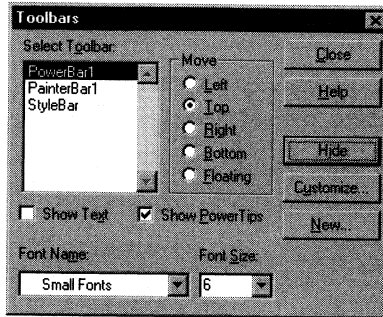 Toolbars
Select Toolbar:
PowerBar1
PainterBar1
StyleBar
Move
Left
Top
Right
Bottom
Floating
Close
Help
Hide
Customize...
New...
Show Text
Show PowerTips
Font Name:
Small Fonts
Font Size:
6